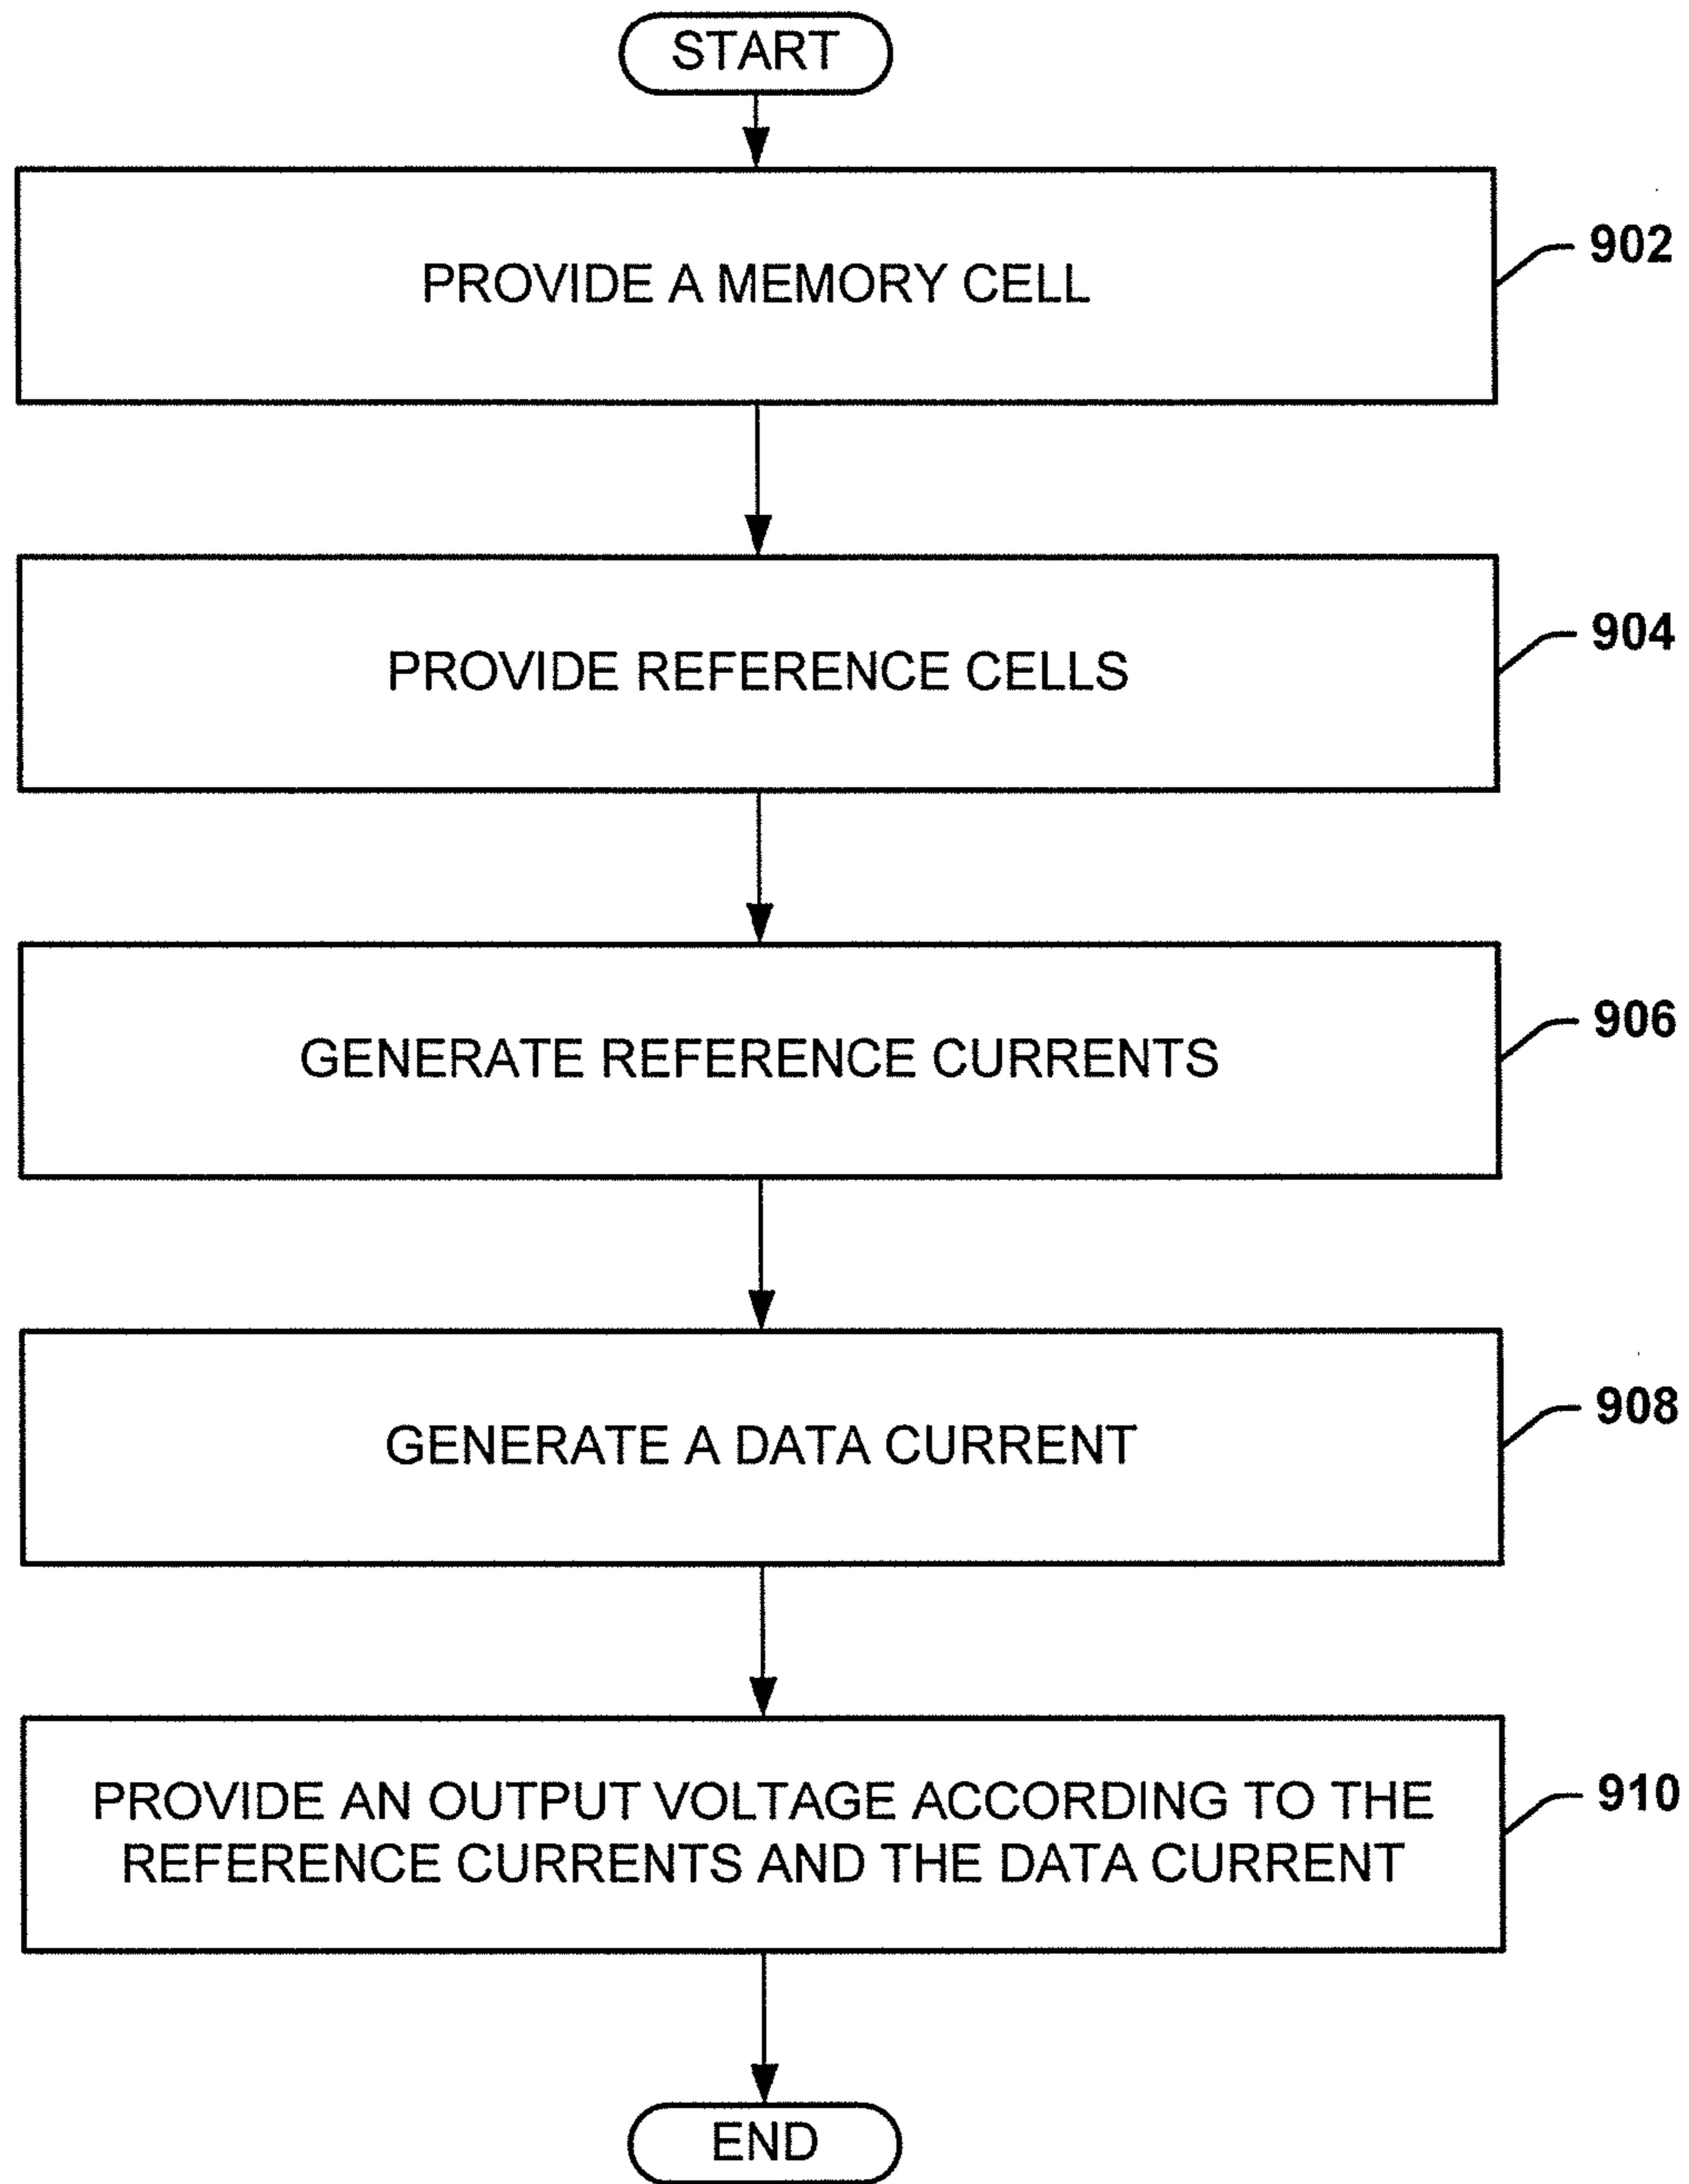 START
PROVIDE A MEMORY CELL
902
PROVIDE REFERENCE CELLS
904
GENERATE REFERENCE CURRENTS
906
GENERATE A DATA CURRENT
908
PROVIDE AN OUTPUT VOLTAGE ACCORDING TO THE
REFERENCE CURRENTS AND THE DATA CURRENT
910
END